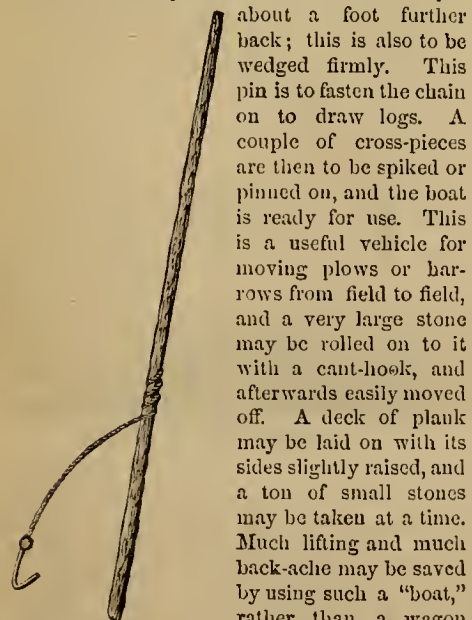 about a foot further
back; this is also to be
wedged firmly. This
pin is to fasten the chain
on to draw logs. A
couple of cross-pieces
are then to be spiked or
pinned on, and the boat
is ready for use. This
is a useful vehicle for
moving plows or har-
rows from field to field,
and a very large stone
may be rolled on to it
with a cant-hook, and
afterwards easily moved
off. A deck of plank
may be laid on with its
sides slightly raised, and
a ton of small stones
may be taken at a time.
Much lifting and much
back-ache may be saved
by using such a “boat,”
rather than a wagon